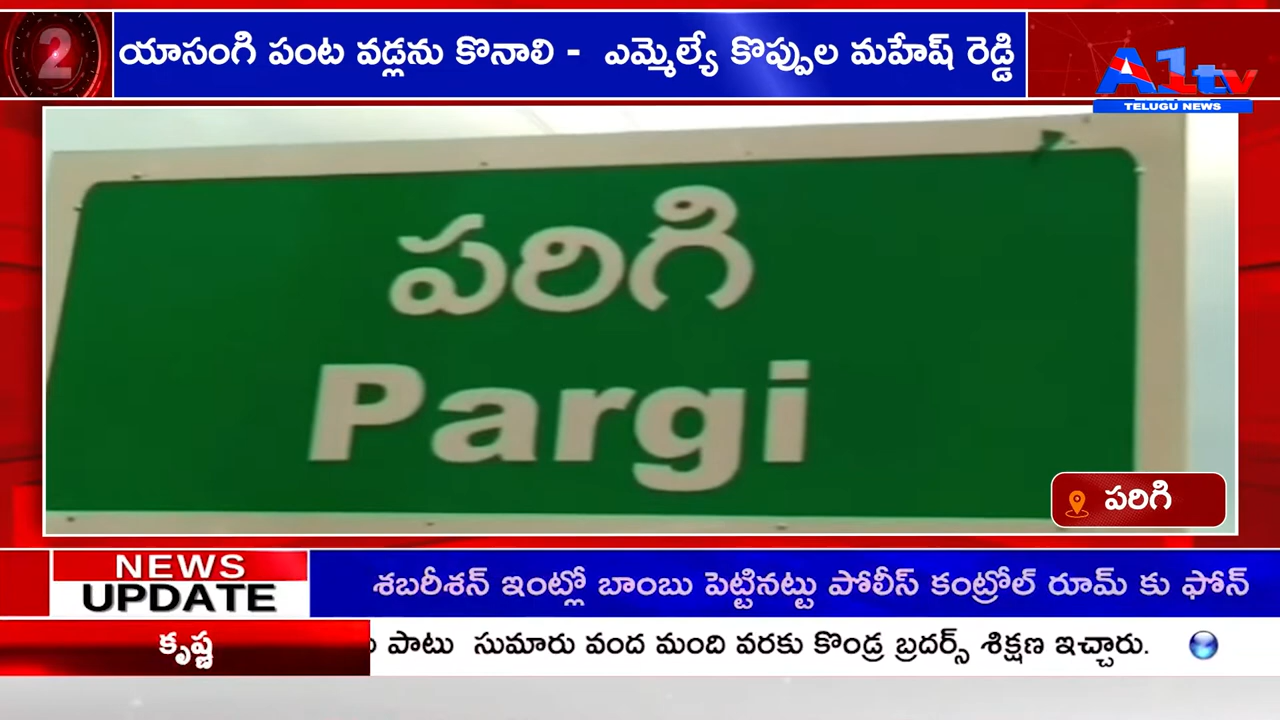 2
యాసంగి పంట వడ్లను కొనాలి - ఎమ్మెల్యే కొప్పుల మహేష్ రెడ్డి
A1tv
TELUGU NEWS
పరిగి
Pargi
పరిగి
NEWS
UPDATE
శబరీశన్ ఇంట్లో బాంబు పెట్టినట్టు పోలీస్ కంట్రోల్ రూమ్ కు ఫోన్
కృష్ణ
పాటు సుమారు వంద మంది వరకు కొండ్ర బ్రదర్స్ శిక్షణ ఇచ్చారు.